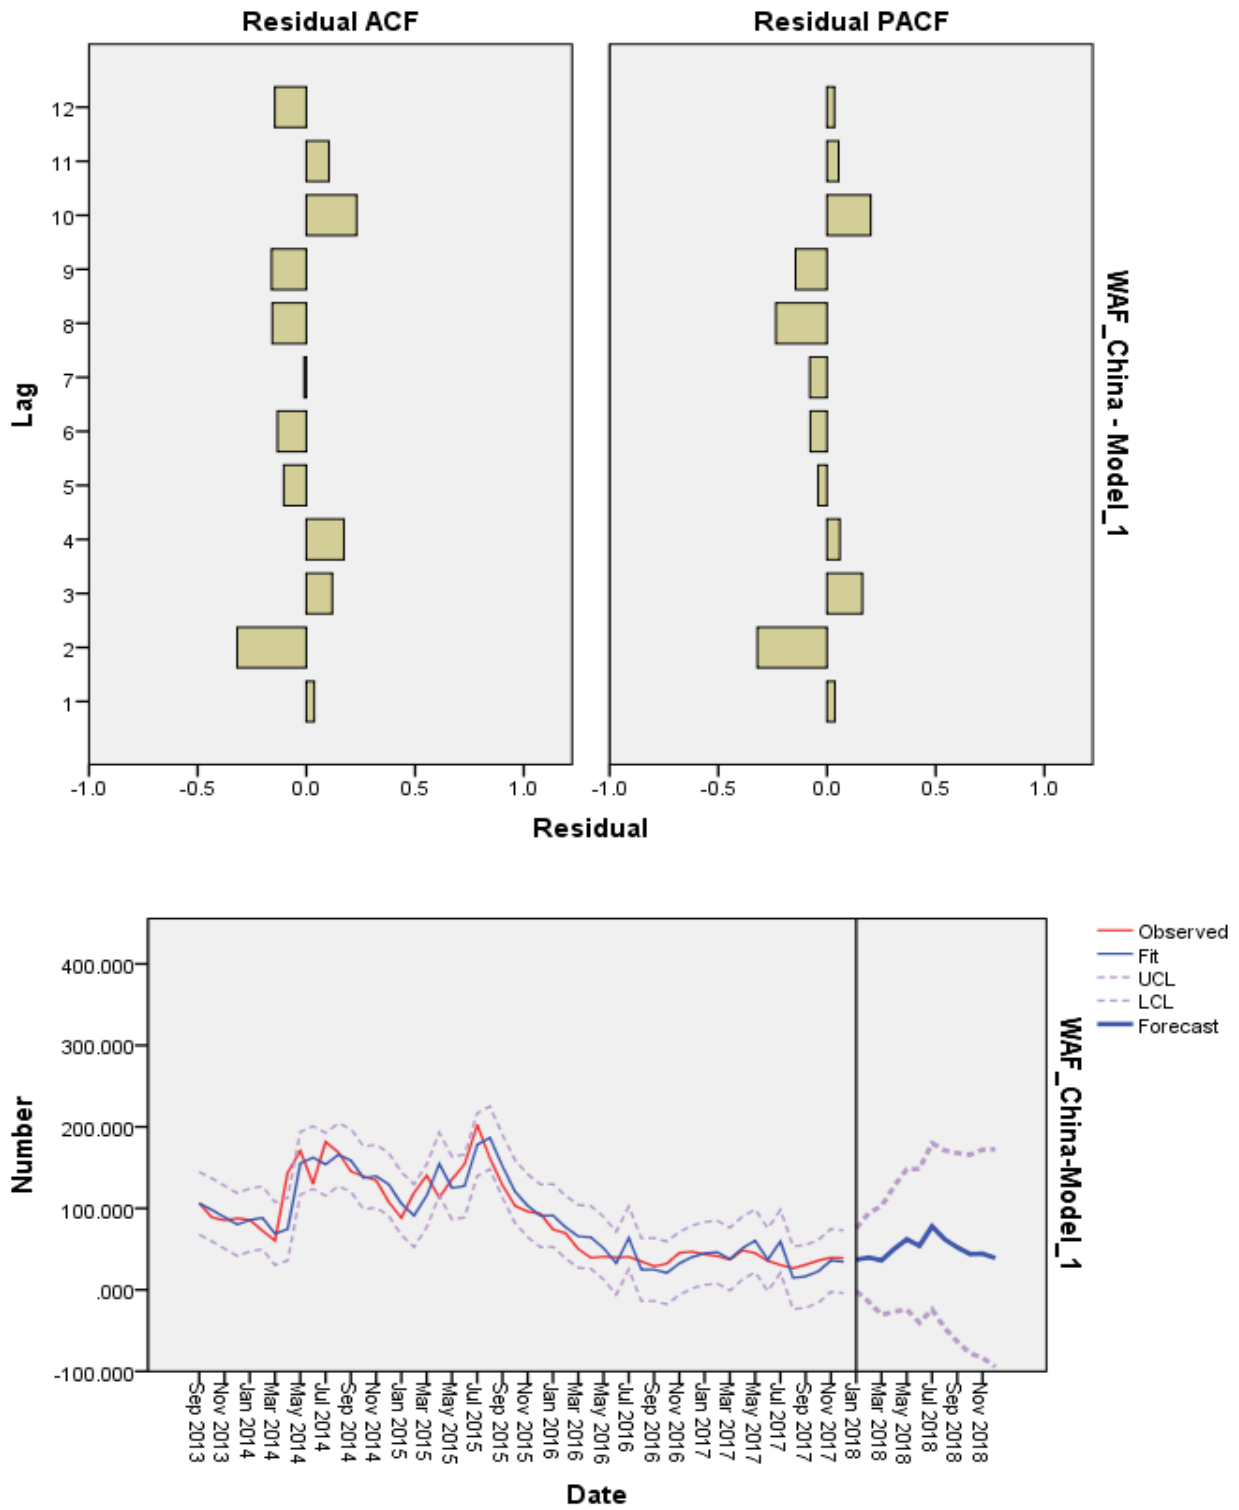 Residual ACF
Residual PACF
12
11
10
9
8
7
6
5
4
3
2
1
Lag
-1.0
-0.5
0.0
0.5
1.0
-1.0
-0.5
0.0
0.5
1.0
Residual
WAF_China - Model_1
Observed
Fit
UCL
LCL
Forecast
400.000
300.000
200.000
100.000
.000
-100.000
Number
WAF_China-Model_1
Sep 2013
Nov 2013
Jan 2014
Mar 2014
May 2014
Jul 2014
Sep 2014
Nov 2014
Jan 2015
Mar 2015
May 2015
Jul 2015
Sep 2015
Nov 2015
Jan 2016
Mar 2016
May 2016
Jul 2016
Sep 2016
Nov 2016
Jan 2017
Mar 2017
May 2017
Jul 2017
Sep 2017
Nov 2017
Jan 2018
Mar 2018
May 2018
Jul 2018
Sep 2018
Nov 2018
Date